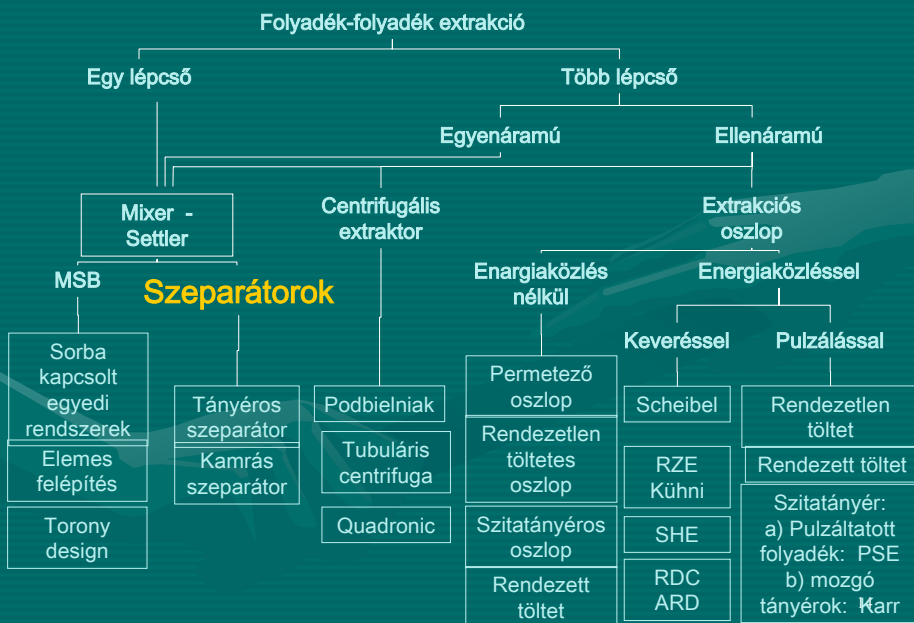 Folyadék-folyadék extrakció
Egy lépcső
Több lépcső
Egyenáramú
Ellenáramú
Mixer -
Settler
Centrifugális
extraktor
Extrakciós
oszlop
MSB
Szeparátorok
Enargiaközlés
nélkül
Energiaközléssel
Keveréssel
Pulzálással
Sorba
kapcsolt
egyedi
rendszerek
Elemes
felépítés
Torony
design
Tányéros
szeparátor
Kamrás
szeparátor
Podbielniak
Tubuláris
centrifuga
Quadronic
Permetező
oszlop
Rendezetlen
töltetes
oszlop
Szitatányéros
oszlop
Rendezett
töltet
Scheibel
RZE
Kühni
SHE
RDC
ARD
Rendezetlen
töltet
Rendezett töltet
Szitatányér:
a) Pulzáltatott
folyadék: PSE
b) mozgó
tányérok: Karr